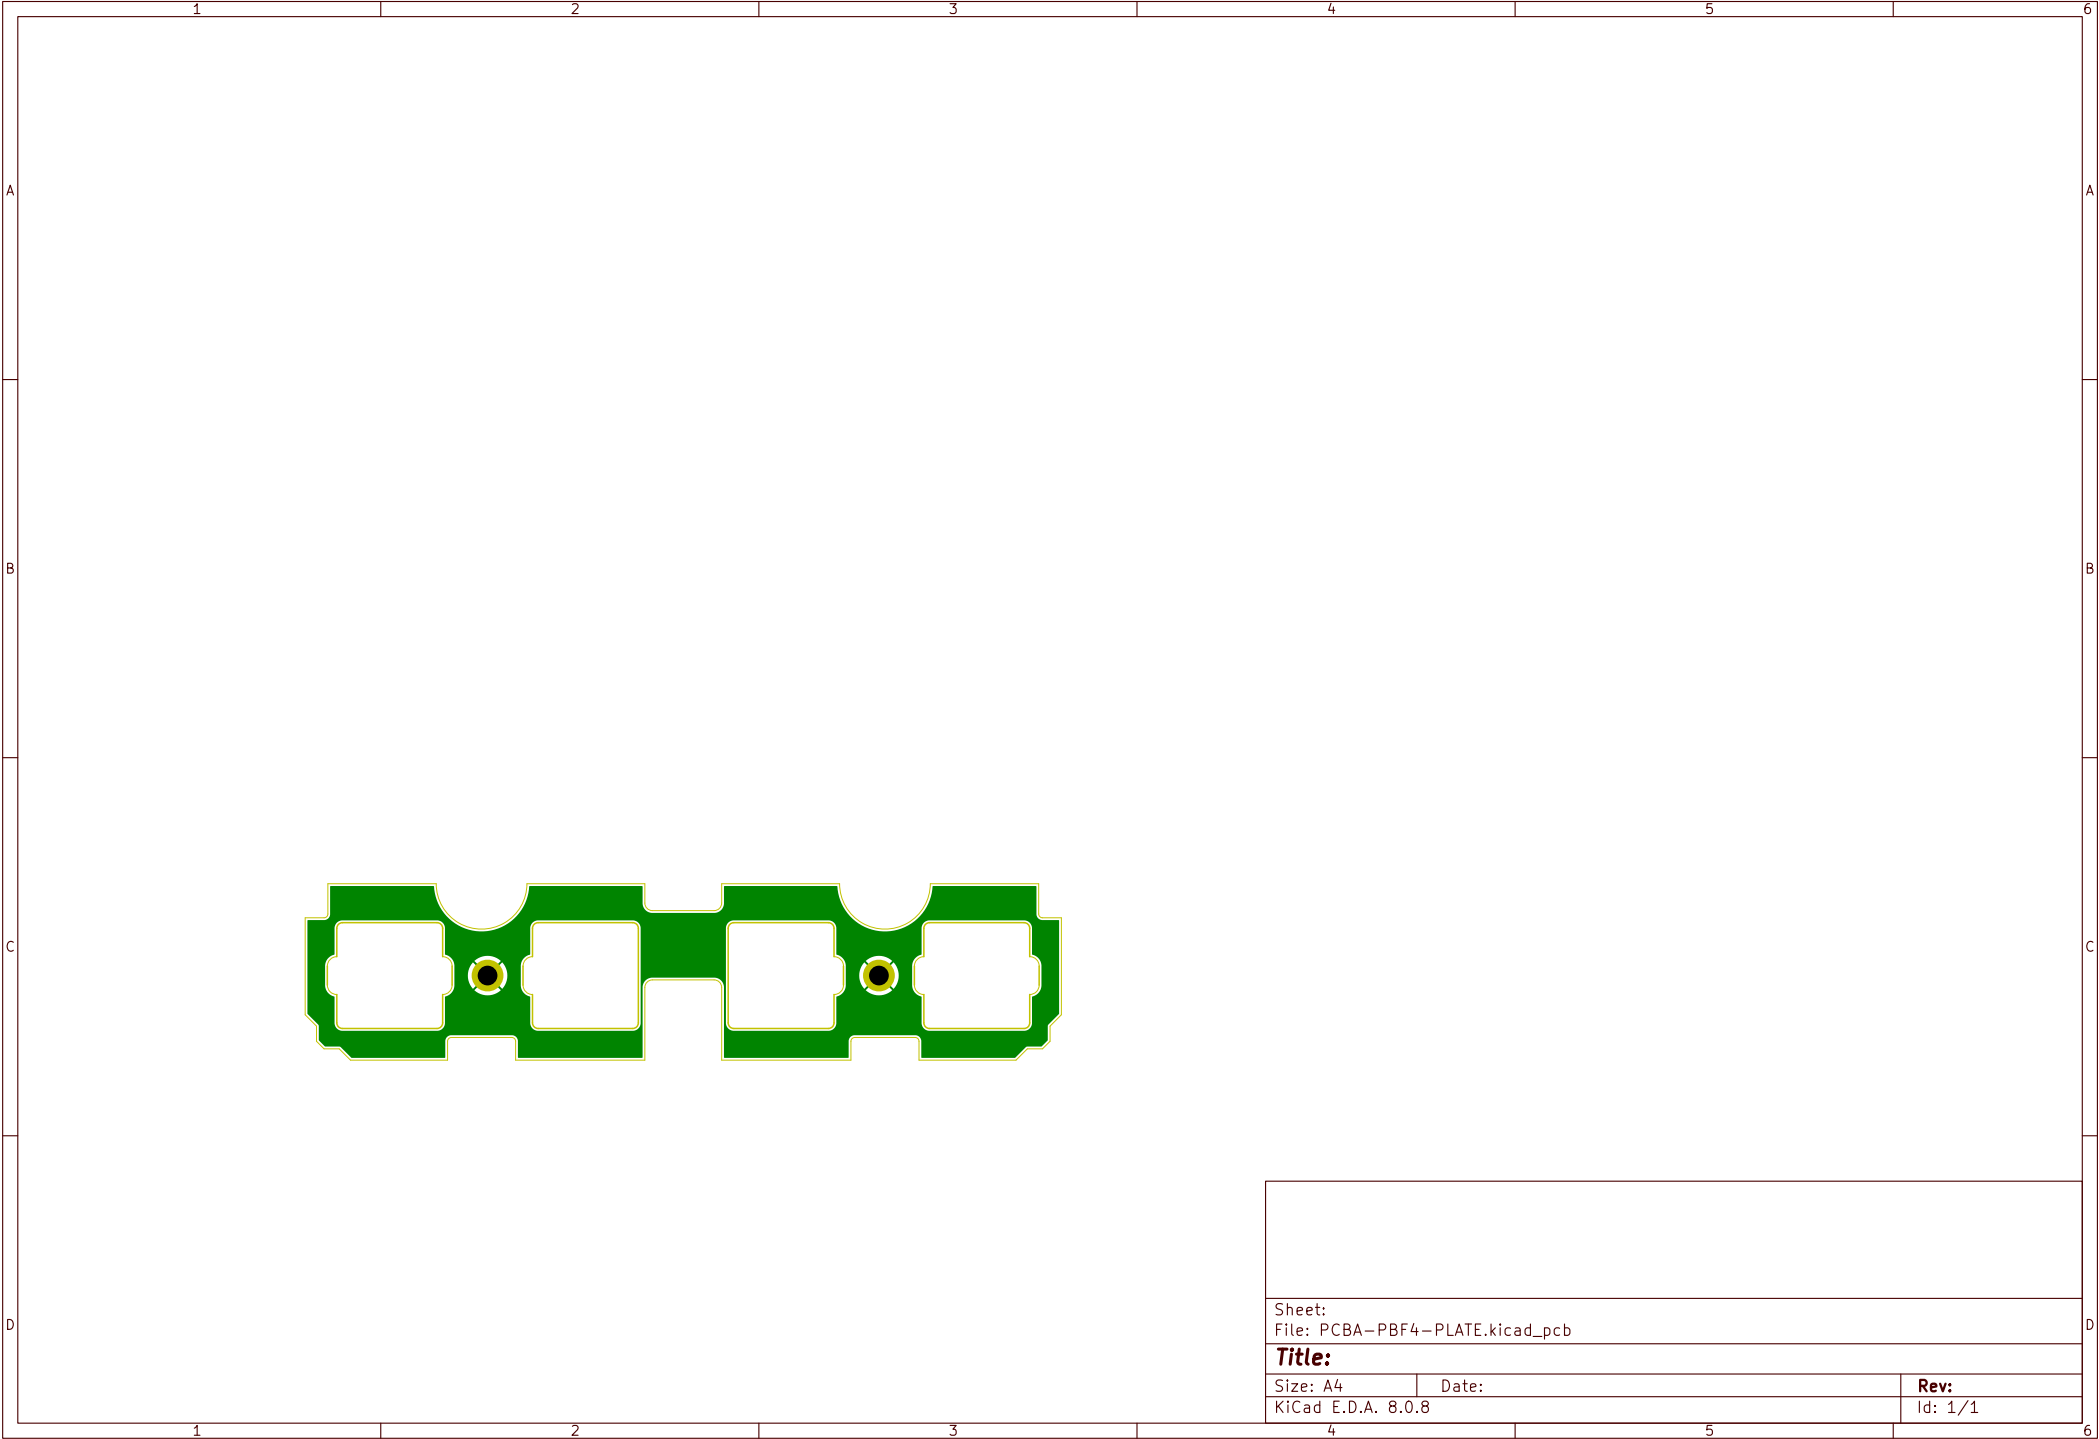 1 2 3 4 5 6
A A
B B
C C
Sheet:
File: PCBA-PBF4-PLATE.kicad_pcb
D D
Title:
Size: A4 Date: Rev:
KiCad E.D.A. 8.0.8 Id: 1/1
1 2 3 4 5 6